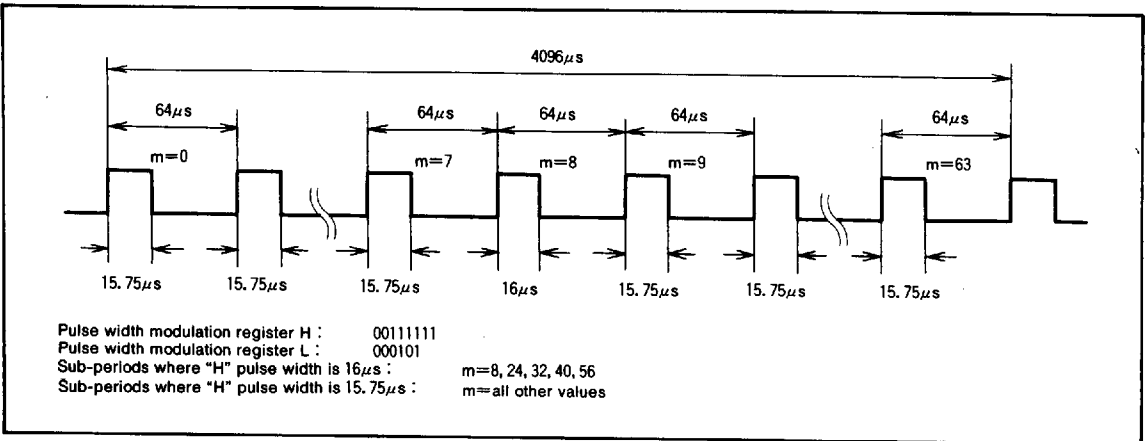 4096μs
64μs 64μs 64μs 64μs 64μs
m=0 m=7 m=8 m=9 m=63
15.75μs 15.75μs 15.75μs 16μs 15.75μs 15.75μs 15.75μs
Pulse width modulation register H : 00111111
Pulse width modulation register L : 000101
Sub-periods where "H" pulse width is 16μs : m=8, 24, 32, 40, 56
Sub-periods where "H" pulse width is 15.75μs : m=all other values